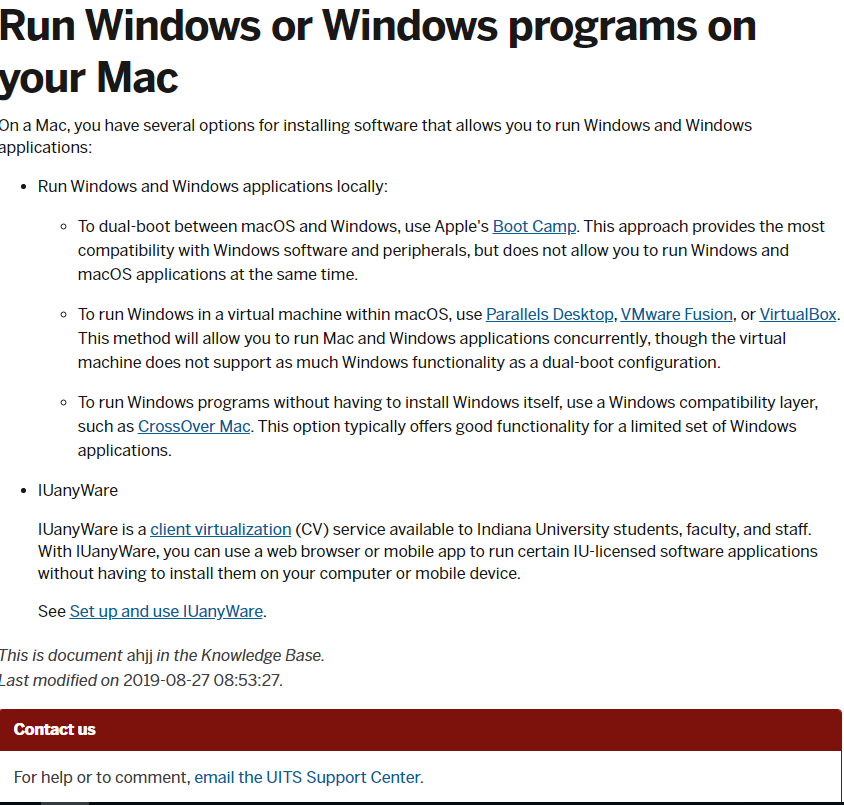 Run Windows or Windows programs on
your Mac
On a Mac, you have several options for installing software that allows you to run Windows and Windows
applications:
• Run Windows and Windows applications locally:
◦ To dual-boot between macOS and Windows, use Apple's Boot Camp. This approach provides the most
compatibility with Windows software and peripherals, but does not allow you to run Windows and
macOS applications at the same time.
◦ To run Windows in a virtual machine within macOS, use Parallels Desktop, VMware Fusion, or VirtualBox.
This method will allow you to run Mac and Windows applications concurrently, though the virtual
machine does not support as much Windows functionality as a dual-boot configuration.
◦ To run Windows programs without having to install Windows itself, use a Windows compatibility layer,
such as CrossOver Mac. This option typically offers good functionality for a limited set of Windows
applications.
• IUanyWare
IUanyWare is a client virtualization (CV) service available to Indiana University students, faculty, and staff.
With IUanyWare, you can use a web browser or mobile app to run certain IU-licensed software applications
without having to install them on your computer or mobile device.
See Set up and use IUanyWare.
This is document ahjj in the Knowledge Base.
Last modified on 2019-08-27 08:53:27.
Contact us
For help or to comment, email the UITS Support Center.